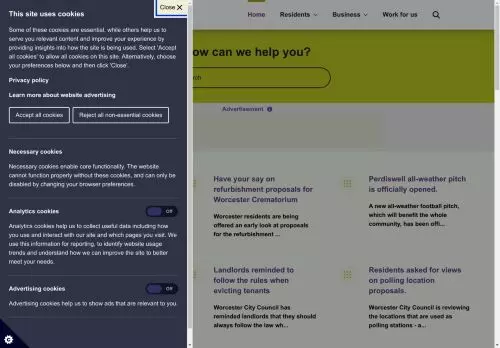 This site uses cookies
Close
Some of these cookies are essential, while others help us to
serve you relevant content and improve your experience by
providing insights into how the site is being used. Select 'Accept
all cookies' to allow all cookies on this site. Alternatively, choose
your preferences below and then click 'Close'.
Privacy policy
Learn more about website advertising
Accept all cookies
Reject all non-essential cookies
Necessary cookies
Necessary cookies enable core functionality. The website
cannot function properly without these cookies, and can only be
disabled by changing your browser preferences.
Analytics cookies
Off
Analytics cookies help us to collect useful data including how
you use and interact with our site and which pages you visit. We
use this information for reporting, to identify website usage
trends and understand how we can improve the site to better
meet your needs.
Advertising cookies
Off
Advertising cookies help us to show ads that are relevant to you.
Home
Residents
Business
Work for us
ow can we help you?
rch
Advertisement
Have your say on
refurbishment proposals for
Worcester Crematorium
Worcester residents are being
offered an early look at proposals
for the refurbishment ...
Perdiswell all-weather pitch
is officially opened.
A new all-weather football pitch,
which will benefit the whole
community, has been offi...
Landlords reminded to
follow the rules when
evicting tenants
Worcester City Council has
reminded landlords that they should
always follow the law wh...
Residents asked for views
on polling location
proposals.
Worcester City Council is reviewing
the locations that are used as
polling stations - a...